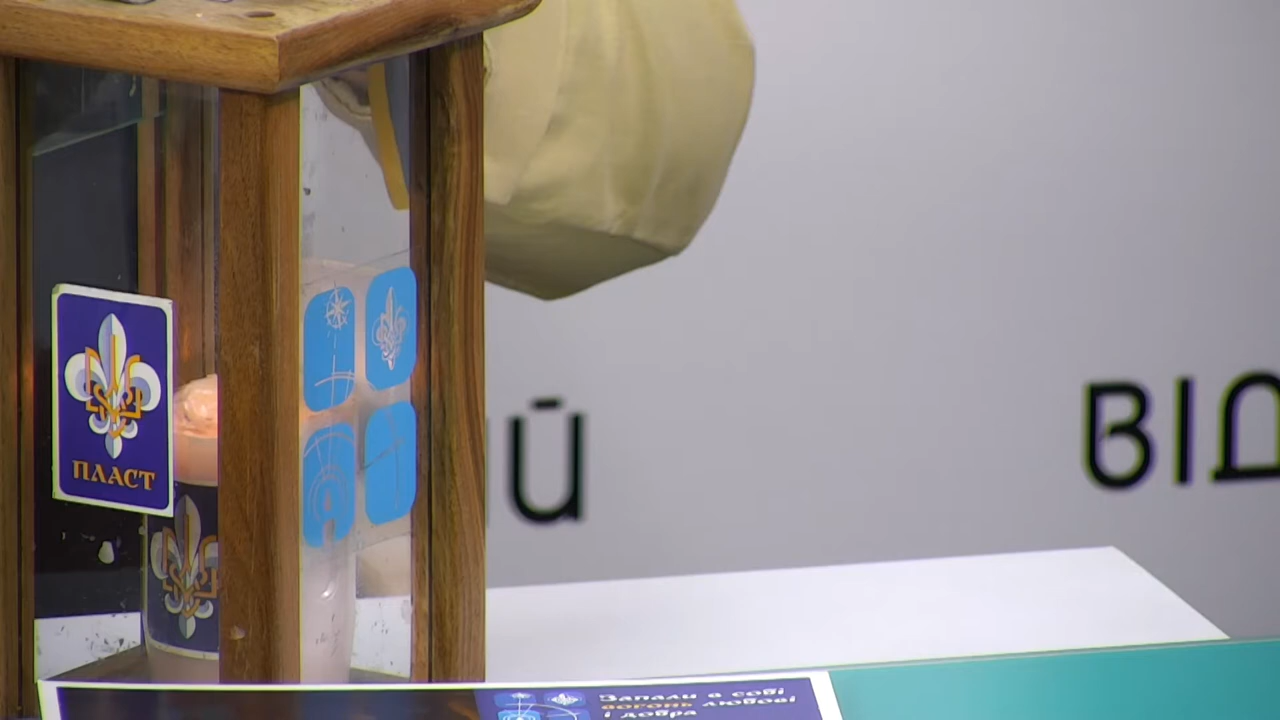 ПЛАСТ
Й
ВІД
Запали в собі
вогонь любові
і добра